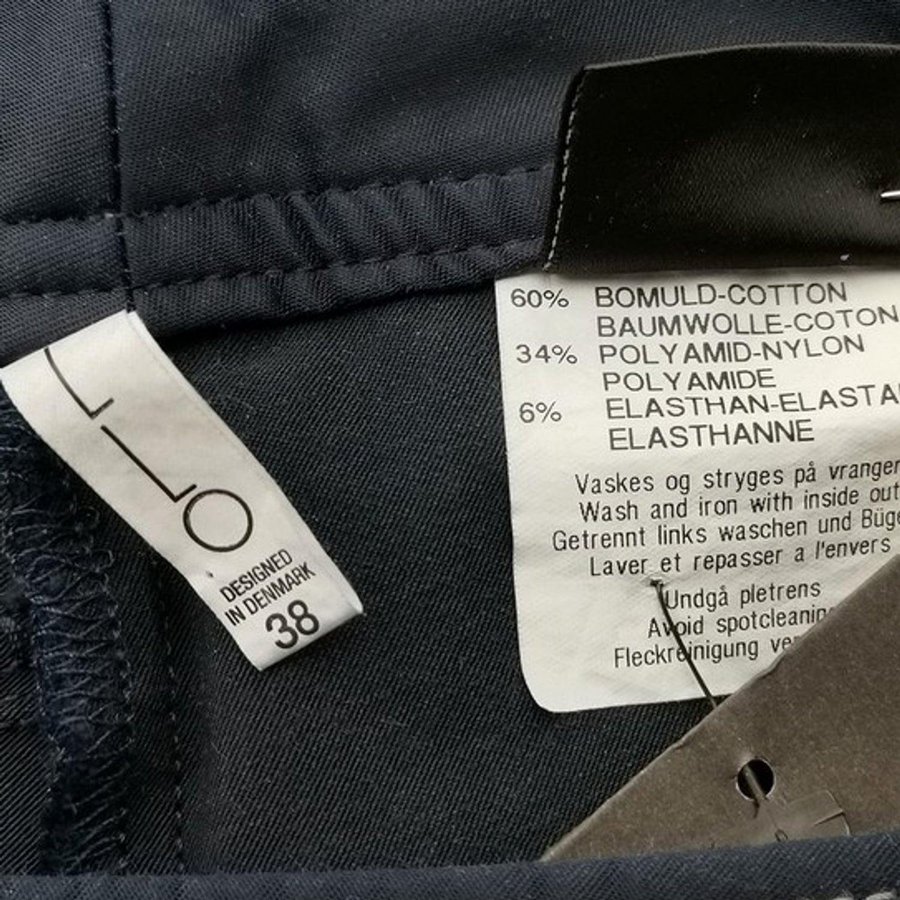 L
L
O
DESIGNED
IN DENMARK
38
60% BOMULD-COTTON
BAUMWOLLE-COTON
34% POLYAMID-NYLON
POLYAMIDE
6% ELASTHAN-ELASTA
ELASTHANNE
Vaskes og stryges på vranger
Wash and iron with inside out
Getrennt links waschen und Büge
Laver et repasser a l'envers
Undgå pletrens
Avoid spotcleanin
Fleckreinigung ver